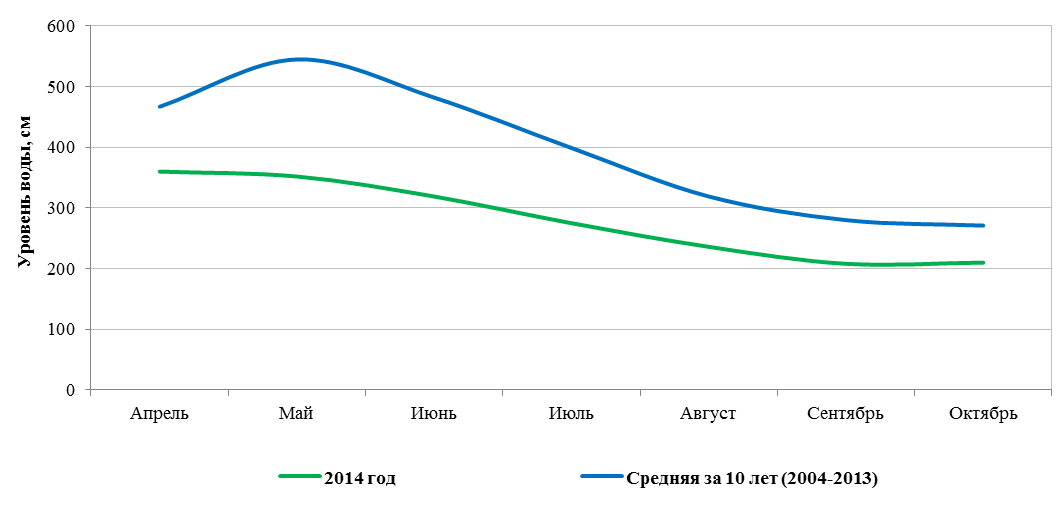 600
500
400
300
200
100
0
Уровень воды, см
Апрель Май Июнь Июль Август Сентябрь Октябрь
2014 год Средняя за 10 лет (2004-2013)